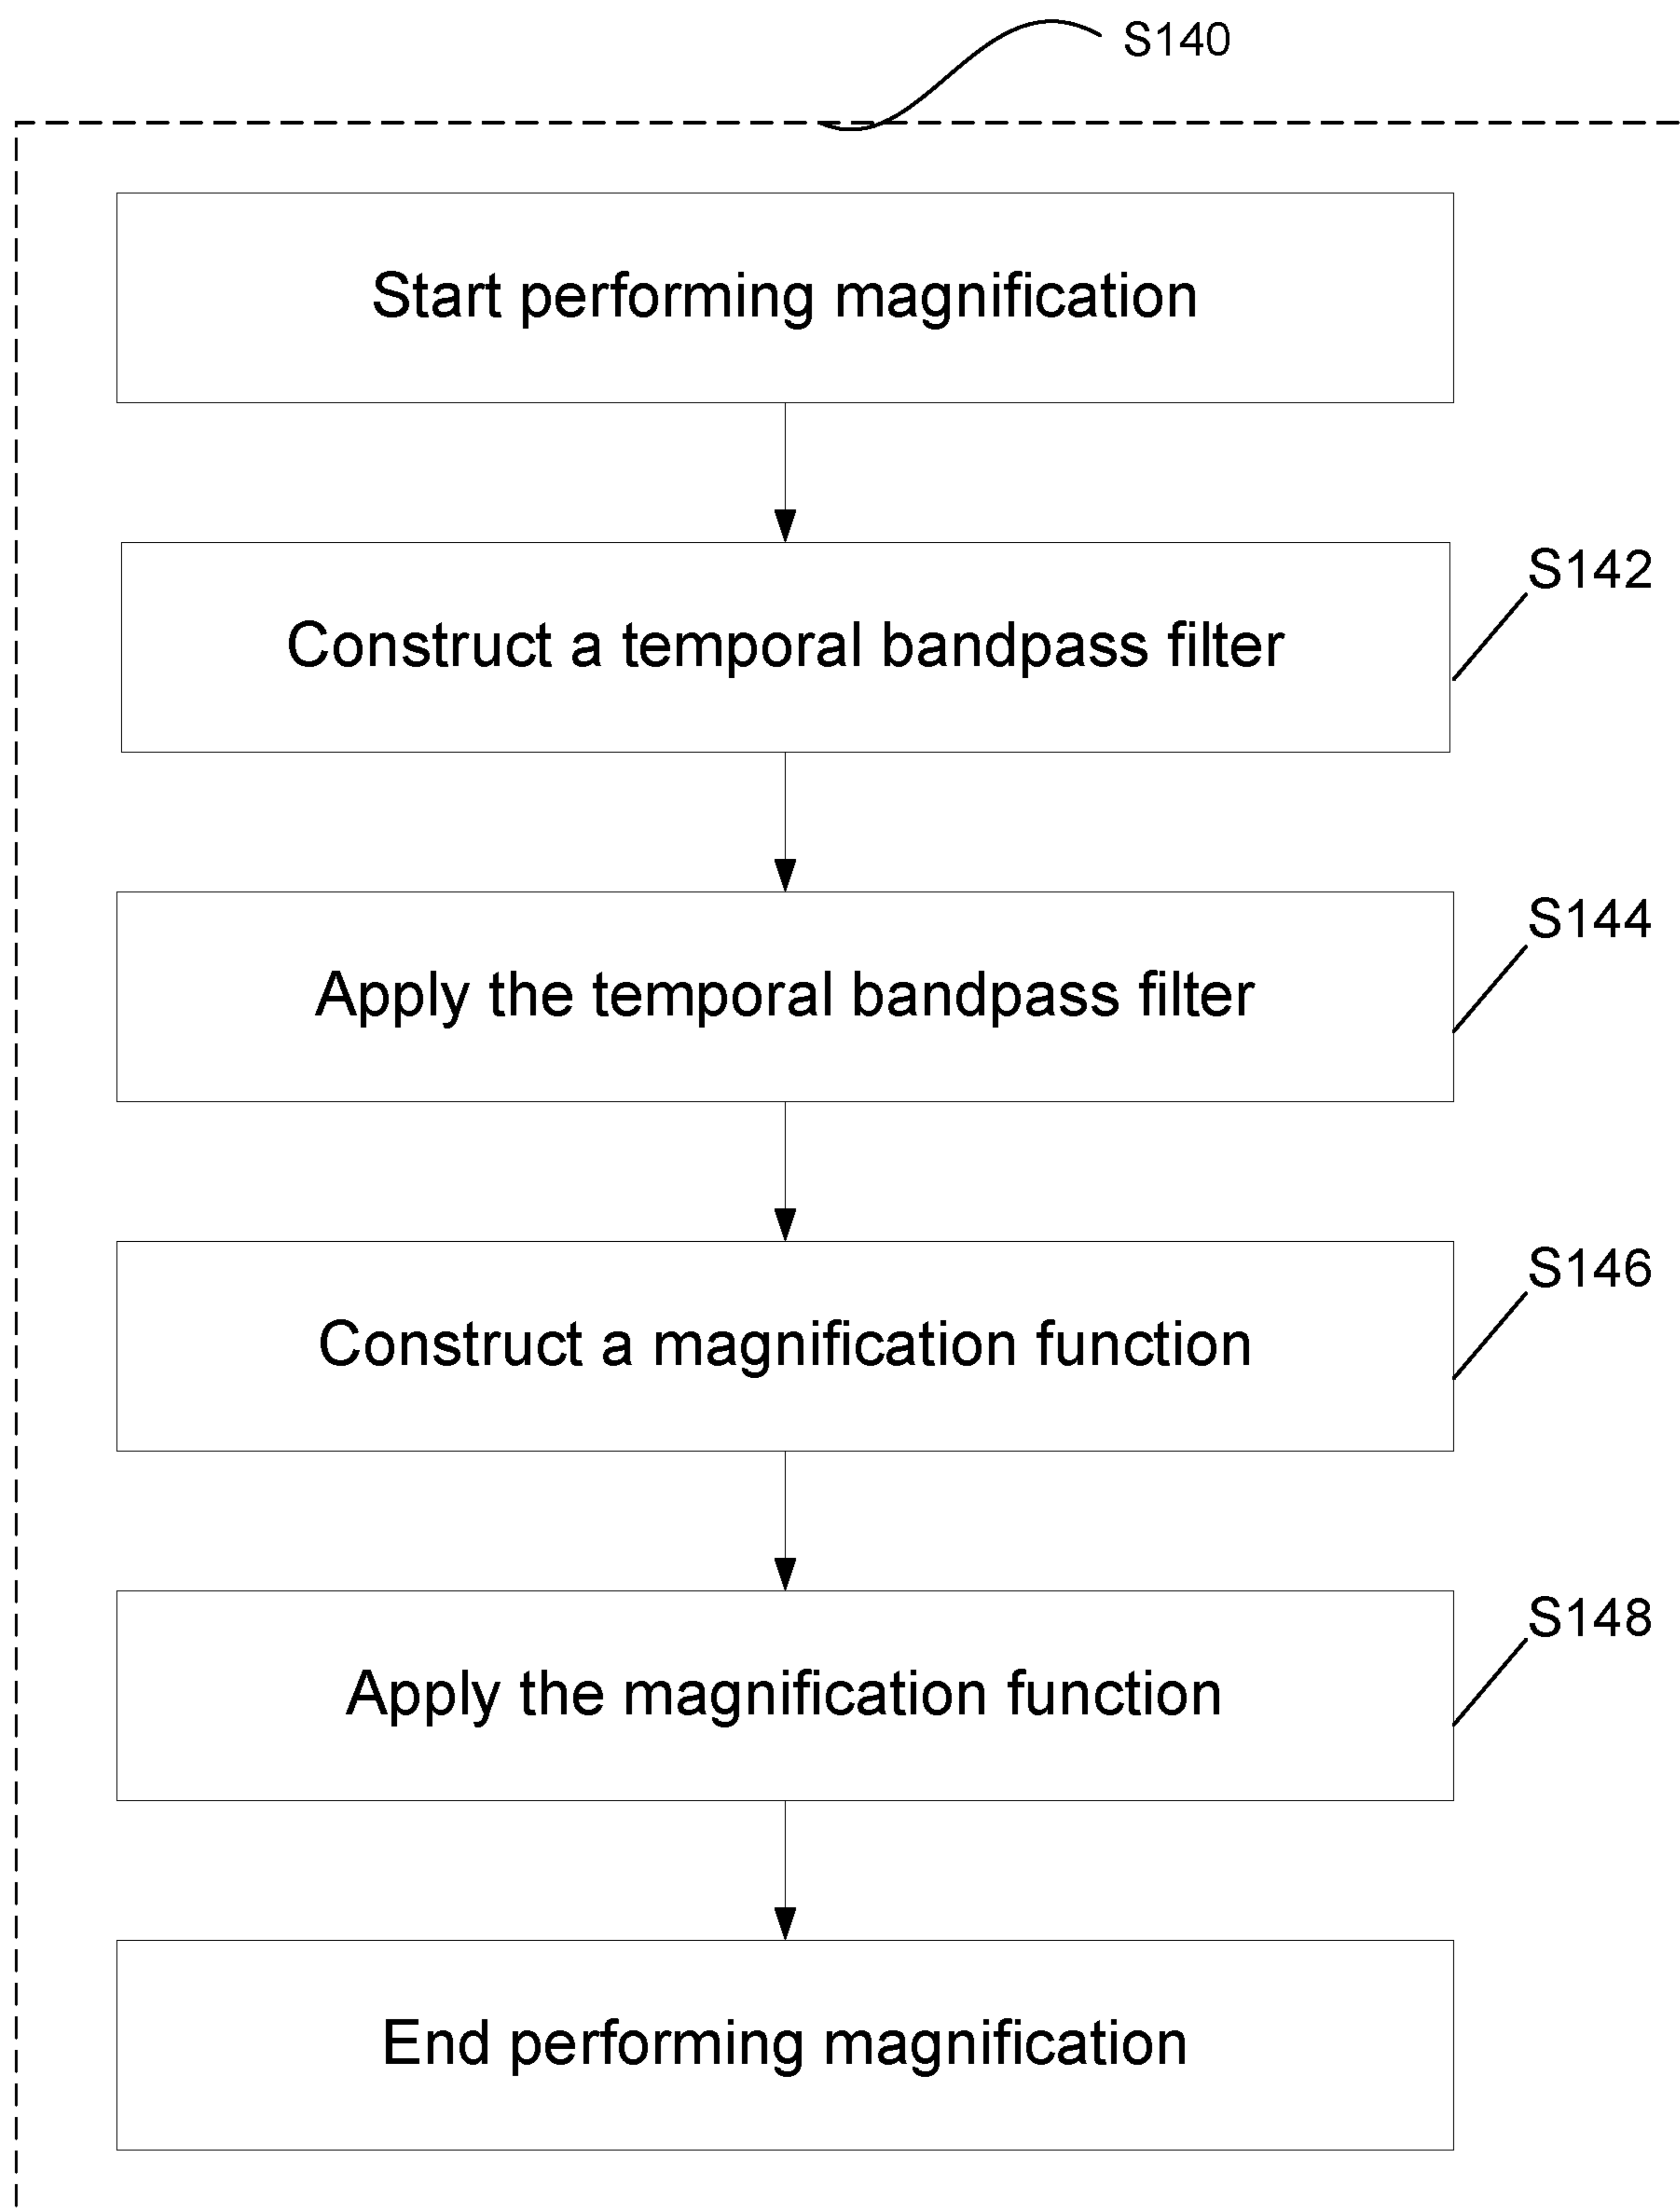 S140
Start performing magnification
S142
Construct a temporal bandpass filter
S144
Apply the temporal bandpass filter
S146
Construct a magnification function
S148
Apply the magnification function
End performing magnification